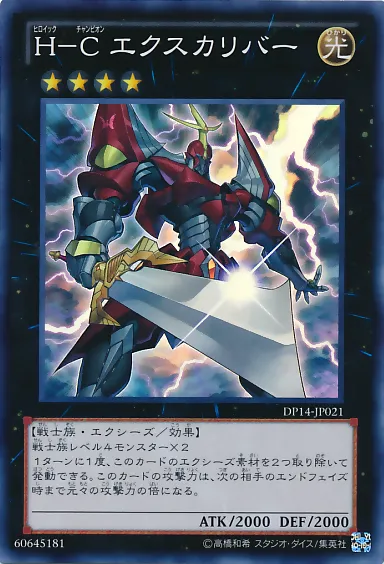 ヒロイック チャンピオン
H-C エクスカリバー
ひかり
光
DP14-JP021
【戦士族・エクシーズ／効果】
戦士族レベル４モンスター×２
１ターンに１度、このカードのエクシーズ素材を２つ取り除いて
発動できる。このカードの攻撃力は、次の相手のエンドフェイズ
時まで元々の攻撃力の倍になる。
ATK/2000 DEF/2000
60645181
©高橋和希 スタジオ・ダイス/集英社